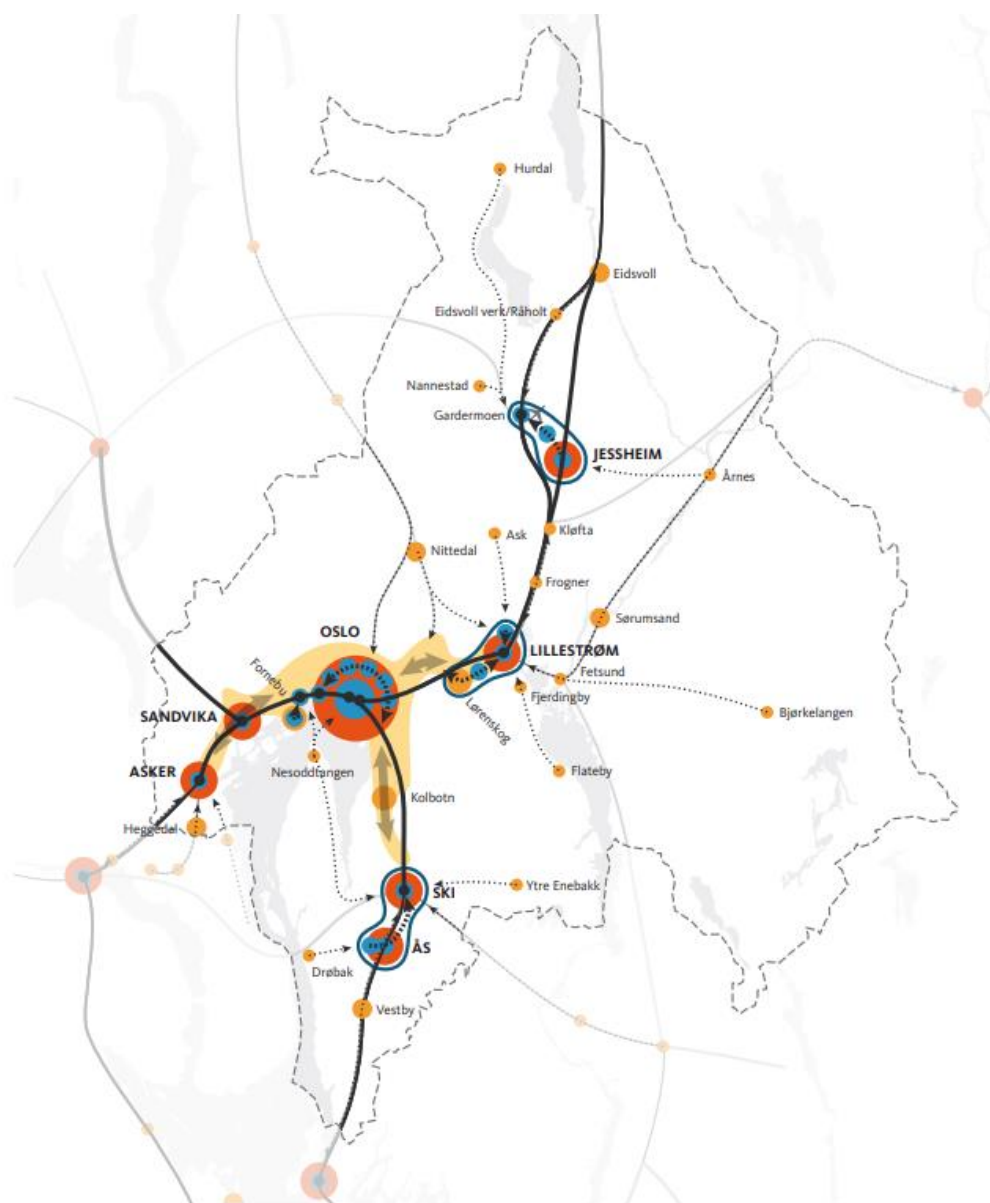 Hurdal
Eidsvoll
Eidsvoll verk/Råholt
Nannestad
Gardermoen
JESSHEIM
Årnes
Ask
Kløfta
Nittedal
Frogner
Sørumsand
OSLO
LILLESTRØM
Fornebu
Fetsund
Fjerdingby
Lørenskog
Bjørkelangen
SANDVIKA
ASKER
Nesoddtangen
Flateby
Kolbotn
Heggedal
Ytre Enebakk
SKI
ÅS
Drøbak
Vestby